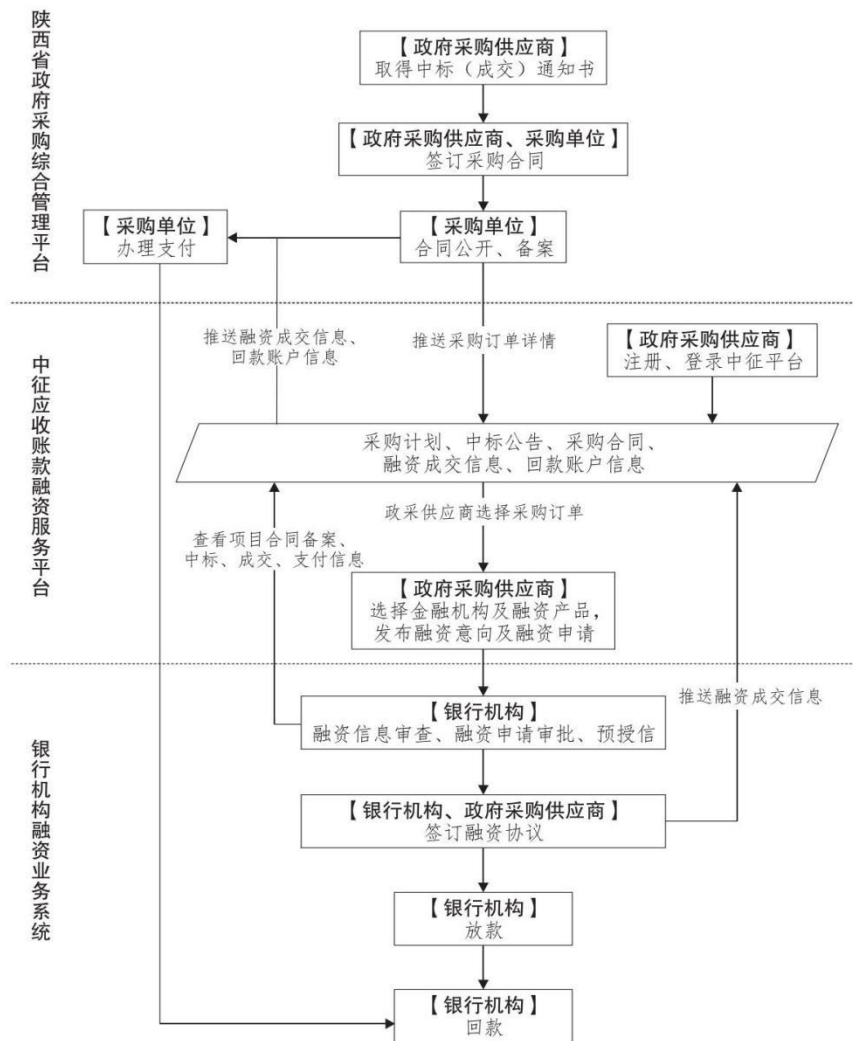 陕西省政府采购综合管理平台
【政府采购供应商】
取得中标（成交）通知书
【政府采购供应商、采购单位】
签订采购合同
【采购单位】
办理支付
【采购单位】
合同公开、备案
中征应收账款融资服务平台
推送融资成交信息、
回款账户信息
推送采购订单详情
【政府采购供应商】
注册、登录中征平台
采购计划、中标公告、采购合同、
融资成交信息、回款账户信息
政采供应商选择采购订单
查看项目合同备案、
中标、成交、支付信息
【政府采购供应商】
选择金融机构及融资产品，
发布融资意向及融资申请
银行机构融资业务系统
【银行机构】
融资信息审查、融资申请审批、预授信
推送融资成交信息
【银行机构、政府采购供应商】
签订融资协议
【银行机构】
放款
【银行机构】
回款